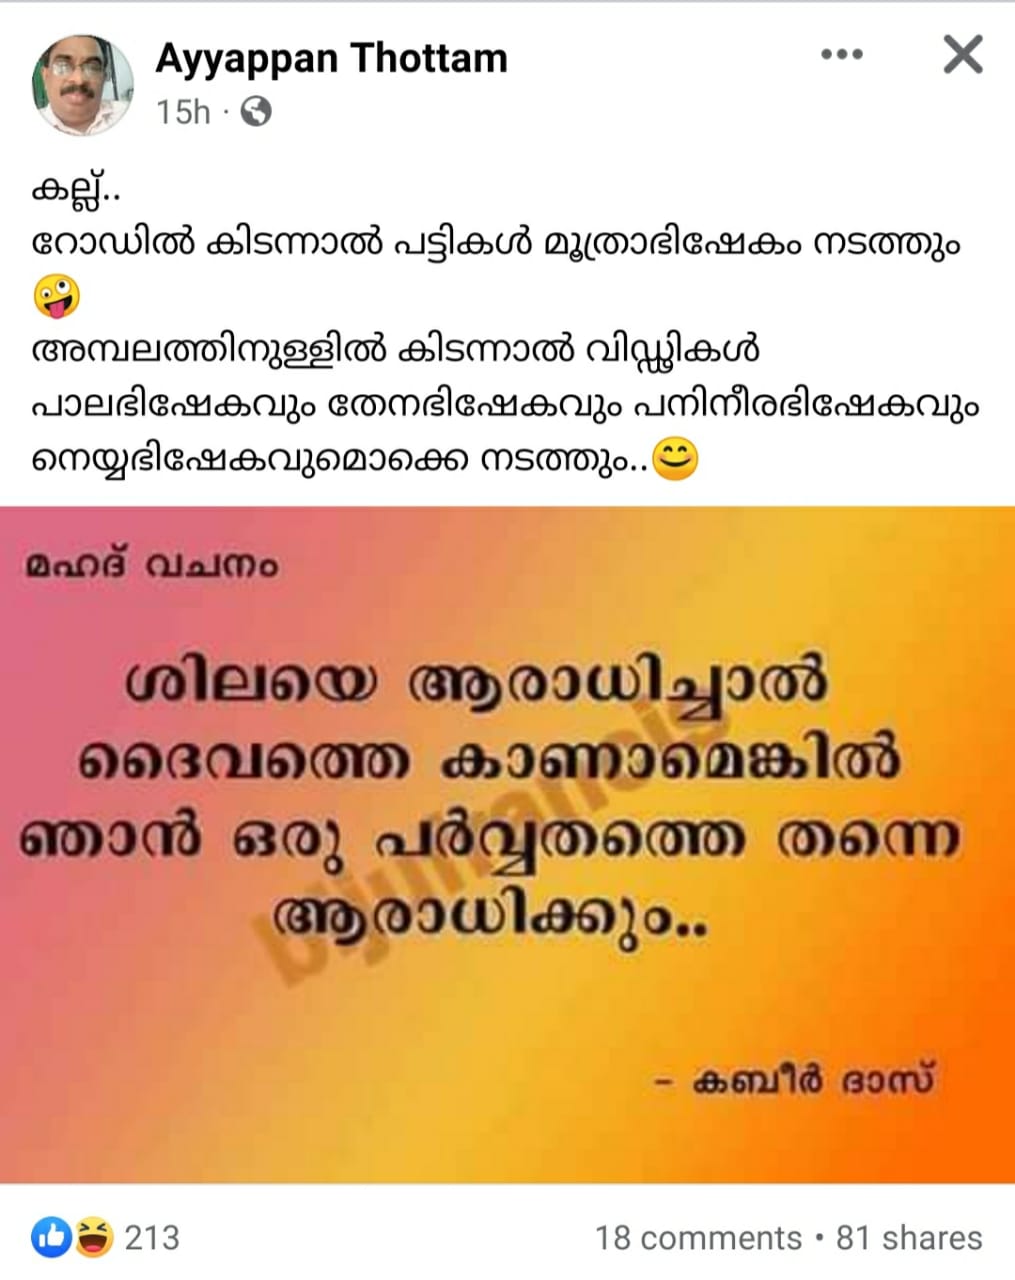 Ayyappan Thottam
15h ·
കല്ല്..
റോഡിൽ കിടന്നാൽ പട്ടികൾ മൂത്രാഭിഷേകം നടത്തും
🤪
അമ്പലത്തിനുള്ളിൽ കിടന്നാൽ വിഡ്ഢികൾ
പാലഭിഷേകവും തേനഭിഷേകവും പനിനീരഭിഷേകവും
നെയ്യഭിഷേകവുമൊക്കെ നടത്തും..😊
മഹദ് വചനം
ശിലയെ ആരാധിച്ചാൽ
ദൈവത്തെ കാണാമെങ്കിൽ
ഞാൻ ഒരു പർവ്വതത്തെ തന്നെ
ആരാധിക്കും..
bijufrancis
- കബീർ ദാസ്
213
18 comments • 81 shares